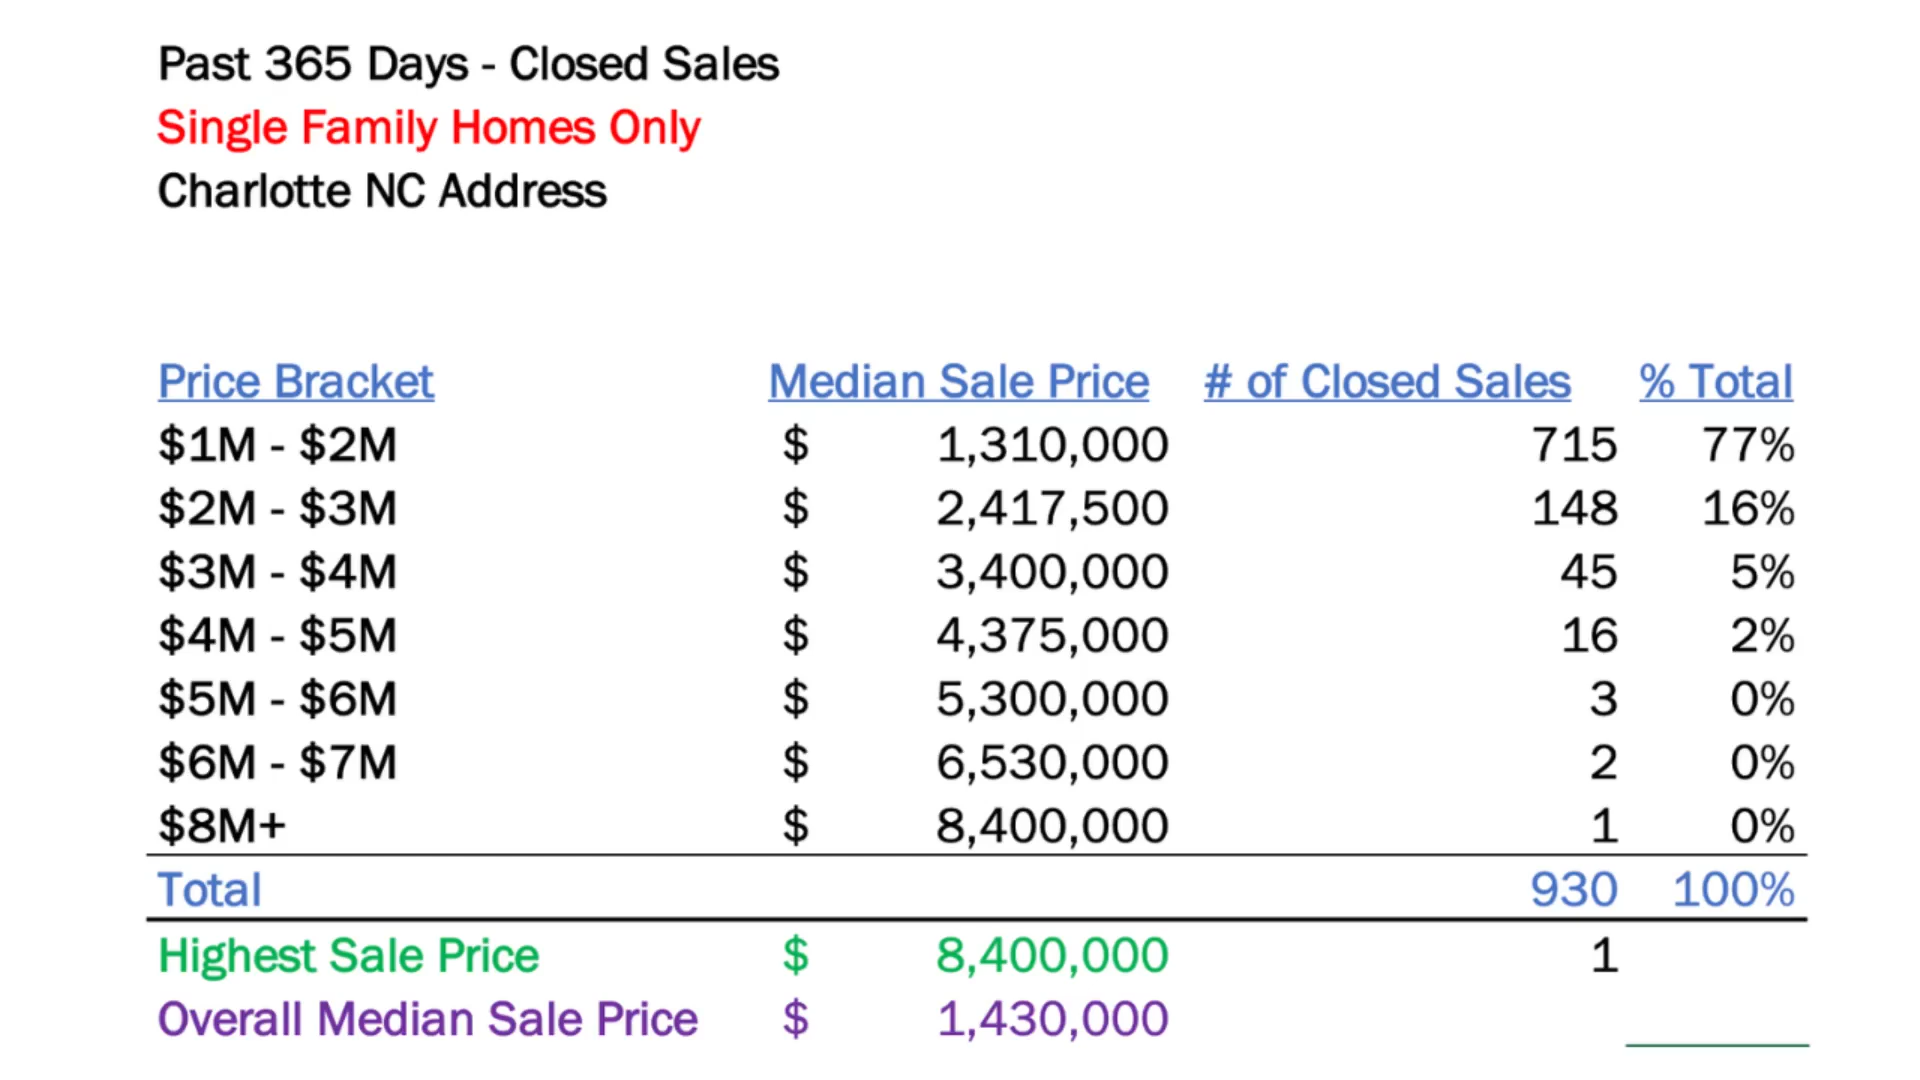 Past 365 Days - Closed Sales
Single Family Homes Only
Charlotte NC Address
Price Bracket Median Sale Price # of Closed Sales % Total
$1M - $2M $ 1,310,000 715 77%
$2M - $3M $ 2,417,500 148 16%
$3M - $4M $ 3,400,000 45 5%
$4M - $5M $ 4,375,000 16 2%
$5M - $6M $ 5,300,000 3 0%
$6M - $7M $ 6,530,000 2 0%
$8M+ $ 8,400,000 1 0%
Total 930 100%
Highest Sale Price $ 8,400,000 1
Overall Median Sale Price $ 1,430,000